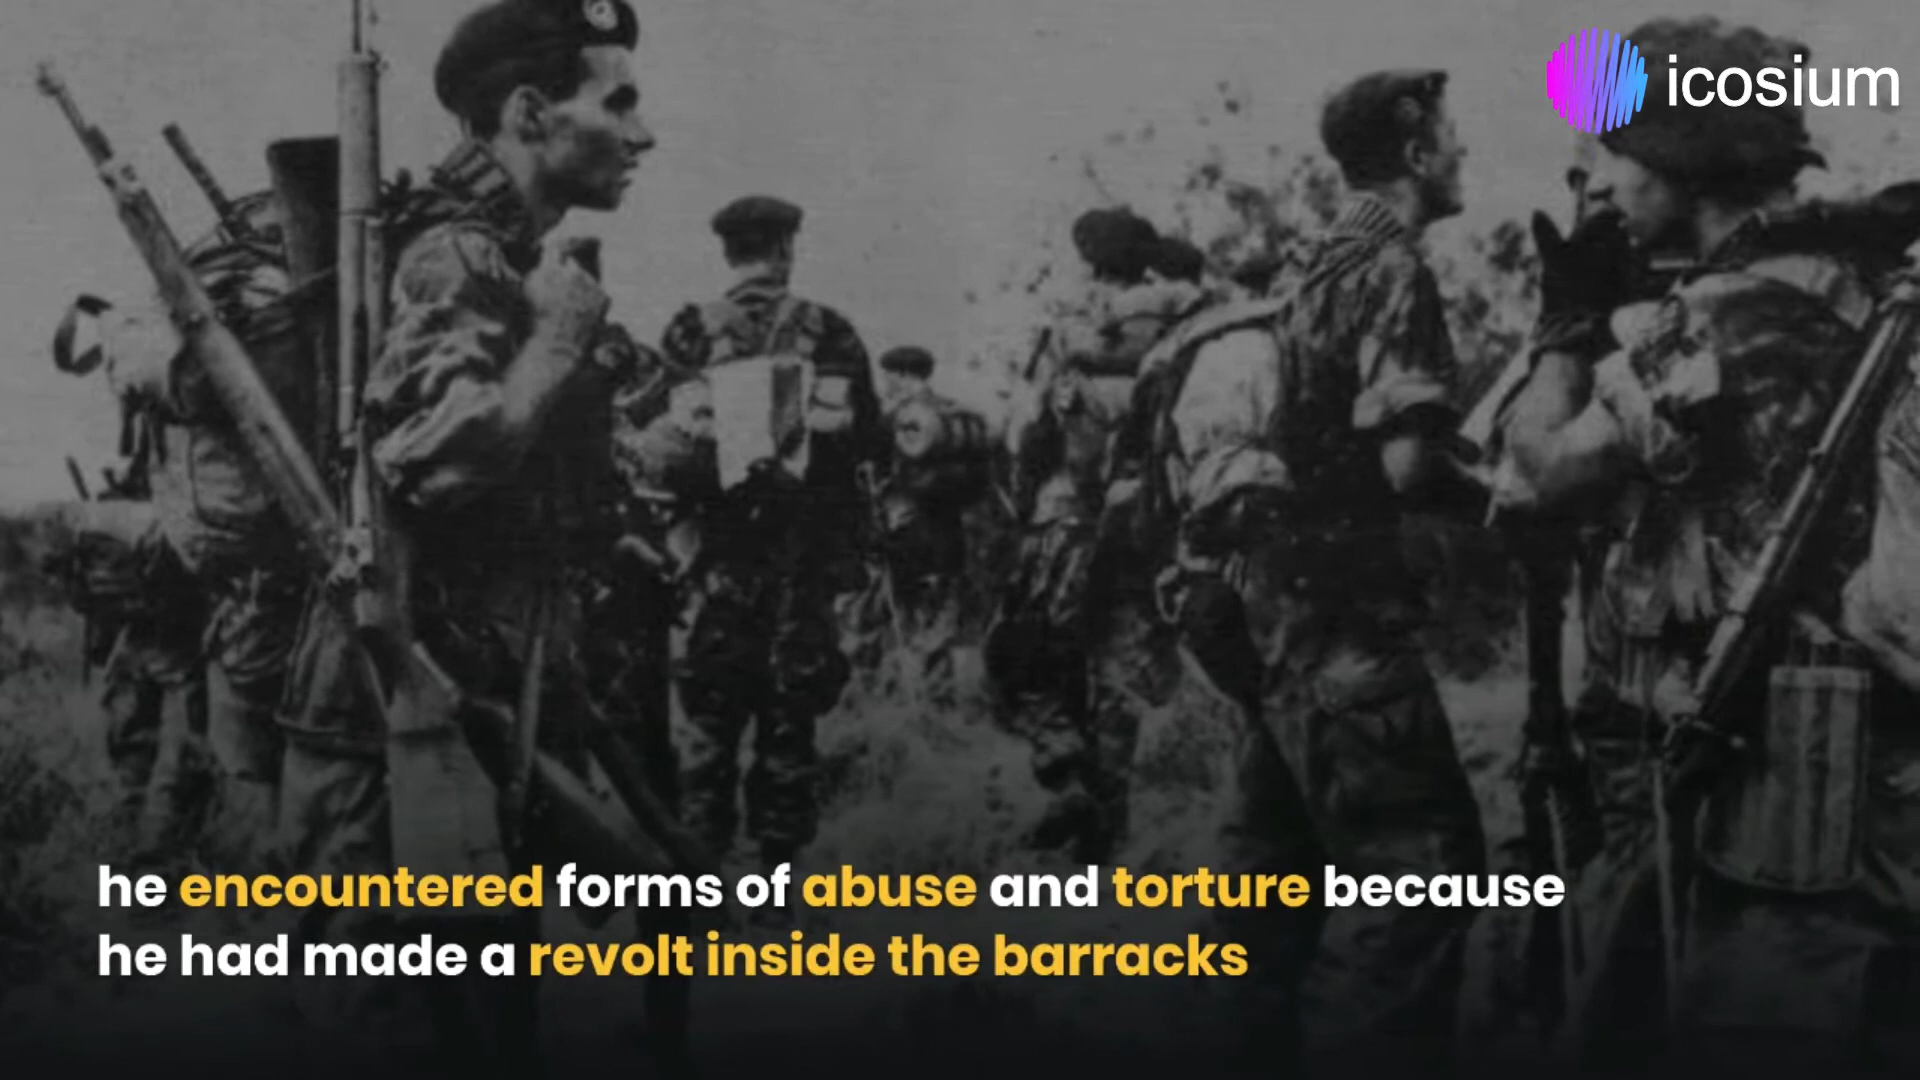 icosium
he encountered forms of abuse and torture because
he had made a revolt inside the barracks